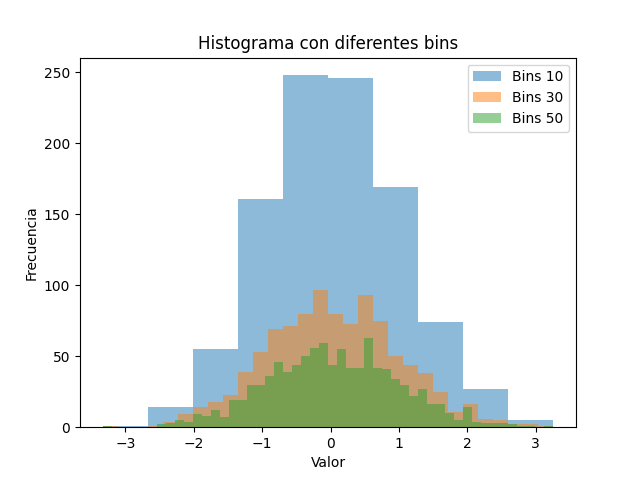 Histograma con diferentes bins
Bins 10
Bins 30
Bins 50
Frecuencia
250
200
150
100
50
0
−3 −2 −1 0 1 2 3
Valor